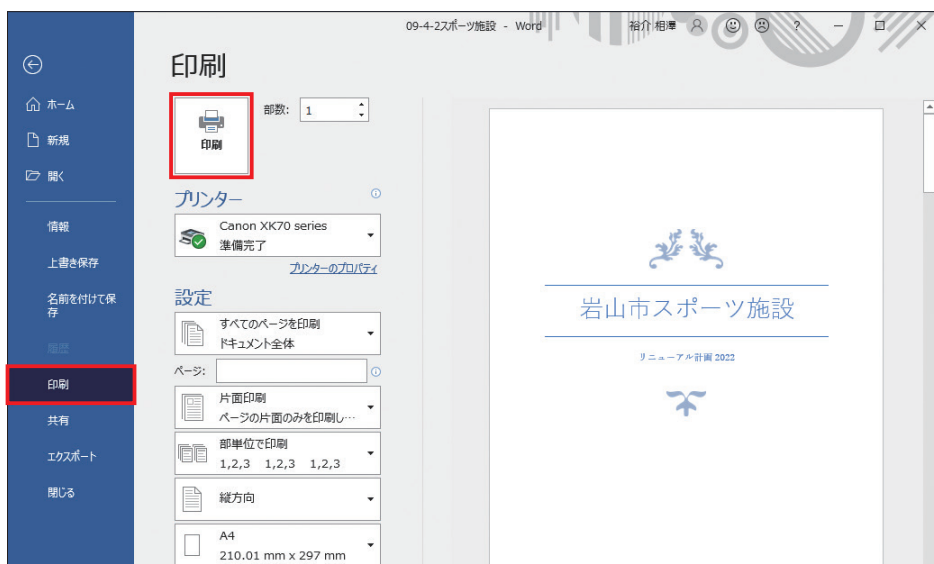 09-4-2スポーツ施設 - Word
裕介 相澤
?
印刷
ホーム
新規
開く
情報
上書き保存
名前を付けて保
存
履歴
印刷
共有
エクスポート
閉じる
部数: 1
印刷
プリンター
Canon XK70 series
準備完了
プリンターのプロパティ
設定
すべてのページを印刷
ドキュメント全体
ページ:
片面印刷
ページの片面のみを印刷し…
部単位で印刷
1,2,3 1,2,3 1,2,3
縦方向
A4
210.01 mm x 297 mm
岩山市スポーツ施設
リニューアル計画 2022